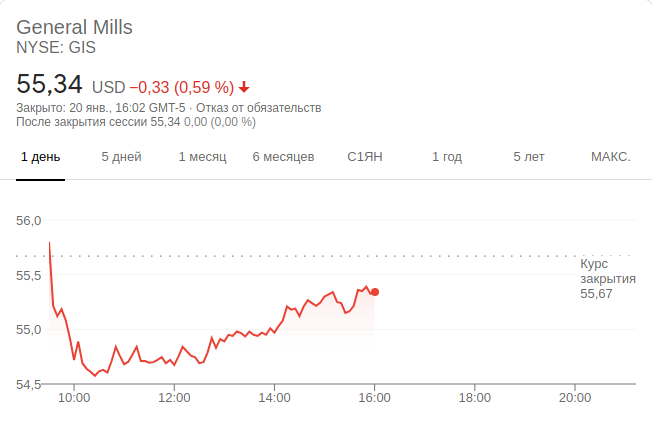 General Mills
NYSE: GIS
55,34 USD −0,33 (0,59 %)
Закрыто: 20 янв., 16:02 GMT-5 · Отказ от обязательств
После закрытия сессии 55,34 0,00 (0,00 %)
1 день 5 дней 1 месяц 6 месяцев С1ЯН 1 год 5 лет МАКС.
56,0
Курс
закрытия
55,67
55,5
55,0
54,5
10:00 12:00 14:00 16:00 18:00 20:00